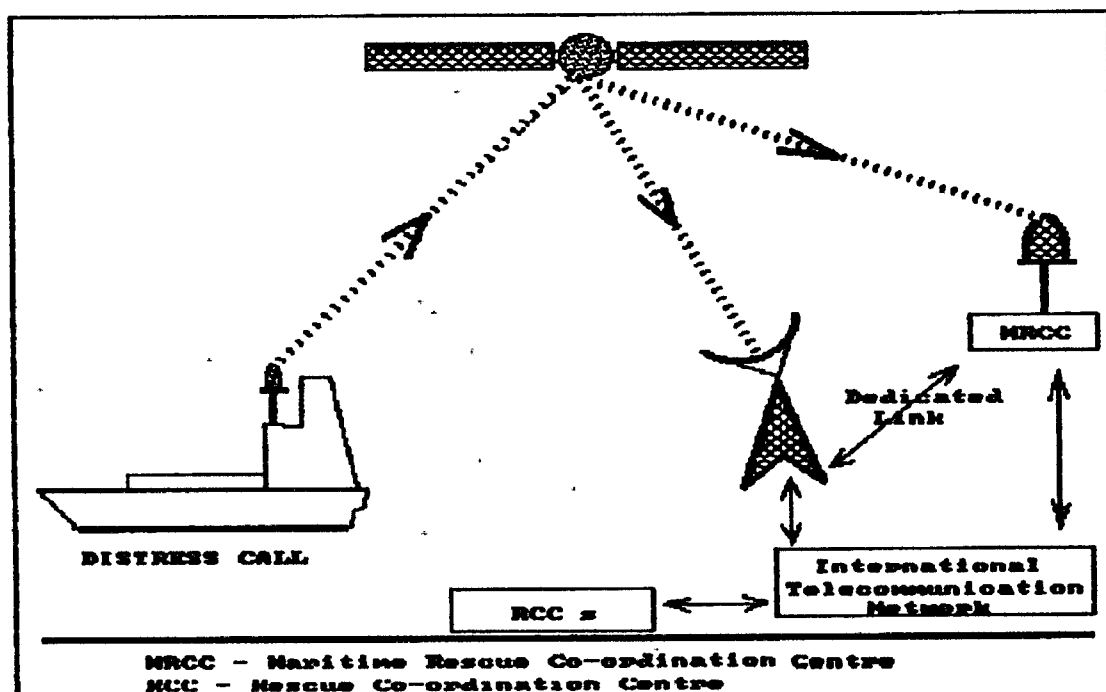 MRCC
Dedicated
Link
DISTRESS CALL
International
Telecommunication
Network
RCC s
MRCC - Maritime Rescue Co-ordination Centre
RCC - Rescue Co-ordination Centre